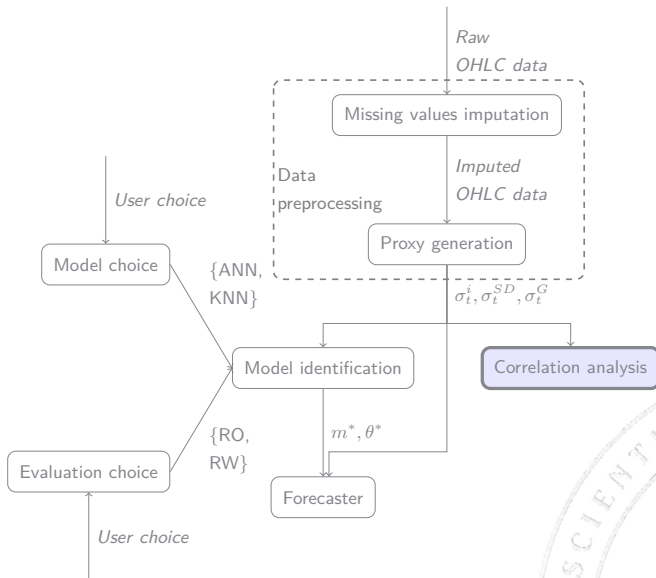 Raw
OHLC data
Missing values imputation
Imputed
OHLC data
Data
preprocessing
Proxy generation
User choice
Model choice
{ANN,
KNN}
σ_t^i, σ_t^{SD}, σ_t^G
Model identification
Correlation analysis
{RO,
RW}
m*, θ*
Evaluation choice
Forecaster
User choice
SCIENTI